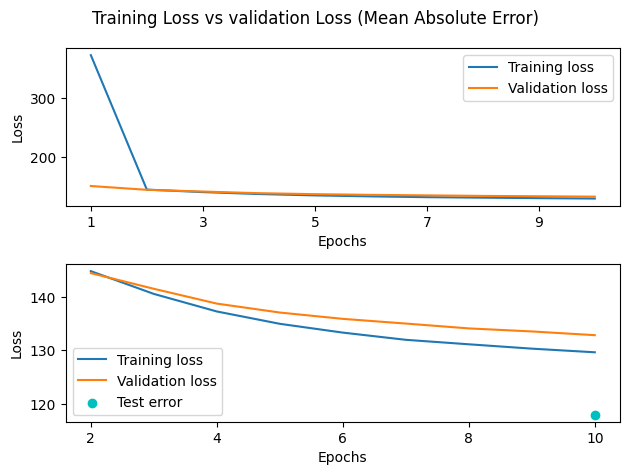 Training Loss vs validation Loss (Mean Absolute Error)
300
200
Loss
Training loss
Validation loss
1 3 5 7 9
Epochs
140
130
120
Loss
Training loss
Validation loss
Test error
2 4 6 8 10
Epochs